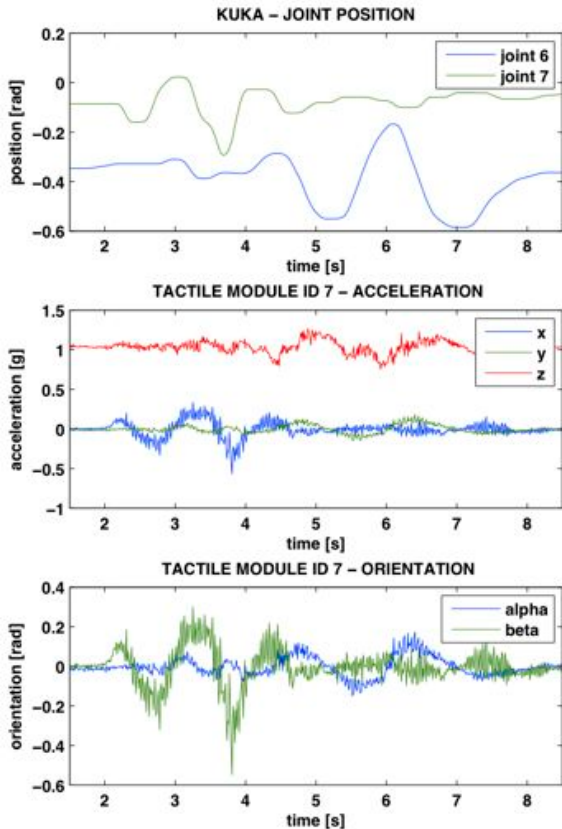 KUKA – JOINT POSITION
0.2
0
−0.2
−0.4
−0.6
position [rad]
joint 6
joint 7
2 3 4 5 6 7 8
time [s]
TACTILE MODULE ID 7 – ACCELERATION
1.5
1
0.5
0
−0.5
−1
acceleration [g]
x
y
z
2 3 4 5 6 7 8
time [s]
TACTILE MODULE ID 7 – ORIENTATION
0.4
0.2
0
−0.2
−0.4
−0.6
orientation [rad]
alpha
beta
2 3 4 5 6 7 8
time [s]